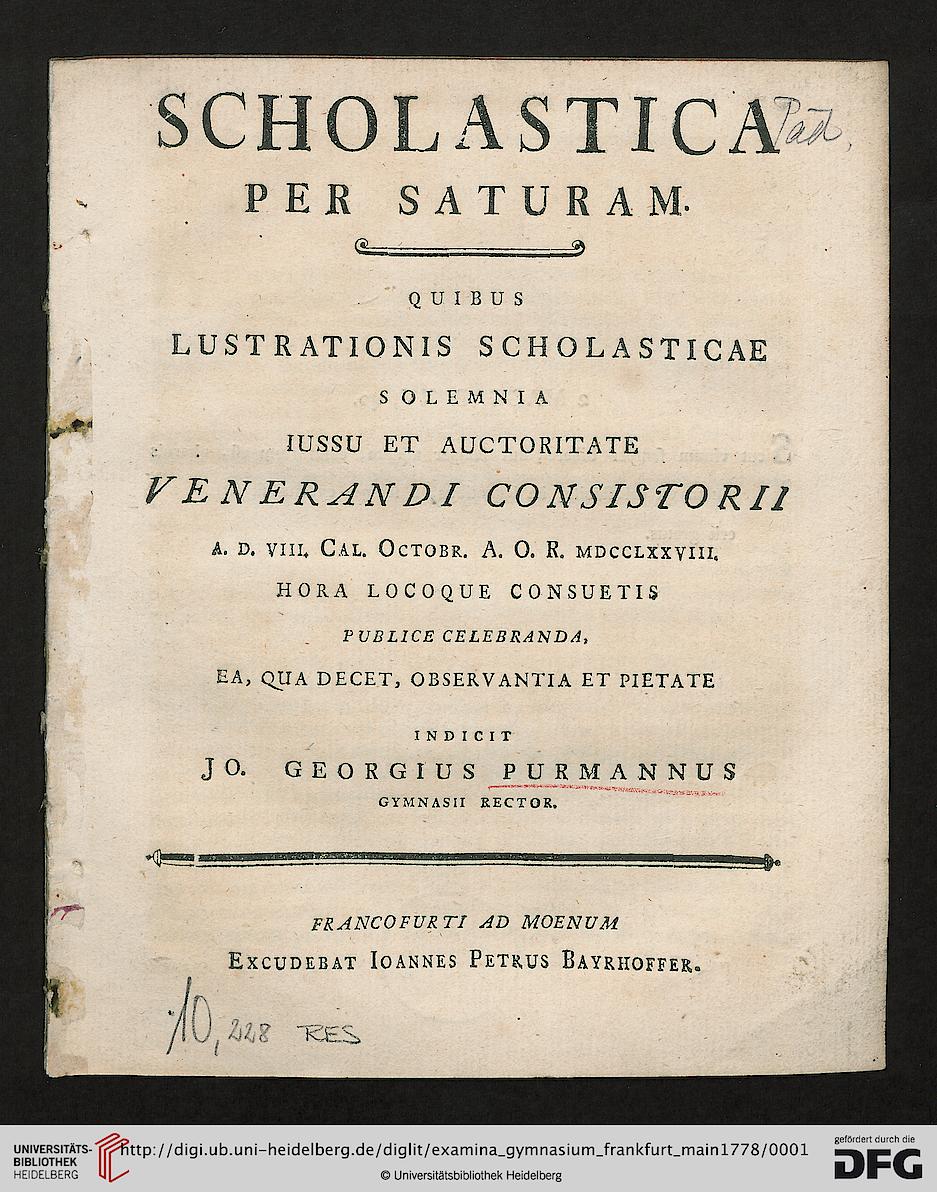 SCHOLASTICA
Päd,
PER SATURAM.
QUIBUS
LUSTRATIONIS SCHOLASTICAE
SOLEMNIA
IUSSU ET AUCTORITATE
VENERANDI CONSISTORII
A. D. VIII. CAL. OCTOBR. A. O. R. MDCCLXXVIII.
HORA LOCOQUE CONSUETIS
PUBLICE CELEBRANDA,
EA, QUA DECET, OBSERVANTIA ET PIETATE
INDICIT
JO. GEORGIUS PURMANNUS
GYMNASII RECTOR.
FRANCOFURTI AD MOENUM
EXCUDEBAT IOANNES PETRUS BAYRHOFFER.
10,228 RES
UNIVERSITÄTS-
BIBLIOTHEK
HEIDELBERG
http://digi.ub.uni-heidelberg.de/diglit/examina_gymnasium_frankfurt_main1778/0001
© Universitätsbibliothek Heidelberg
gefördert durch die
DFG